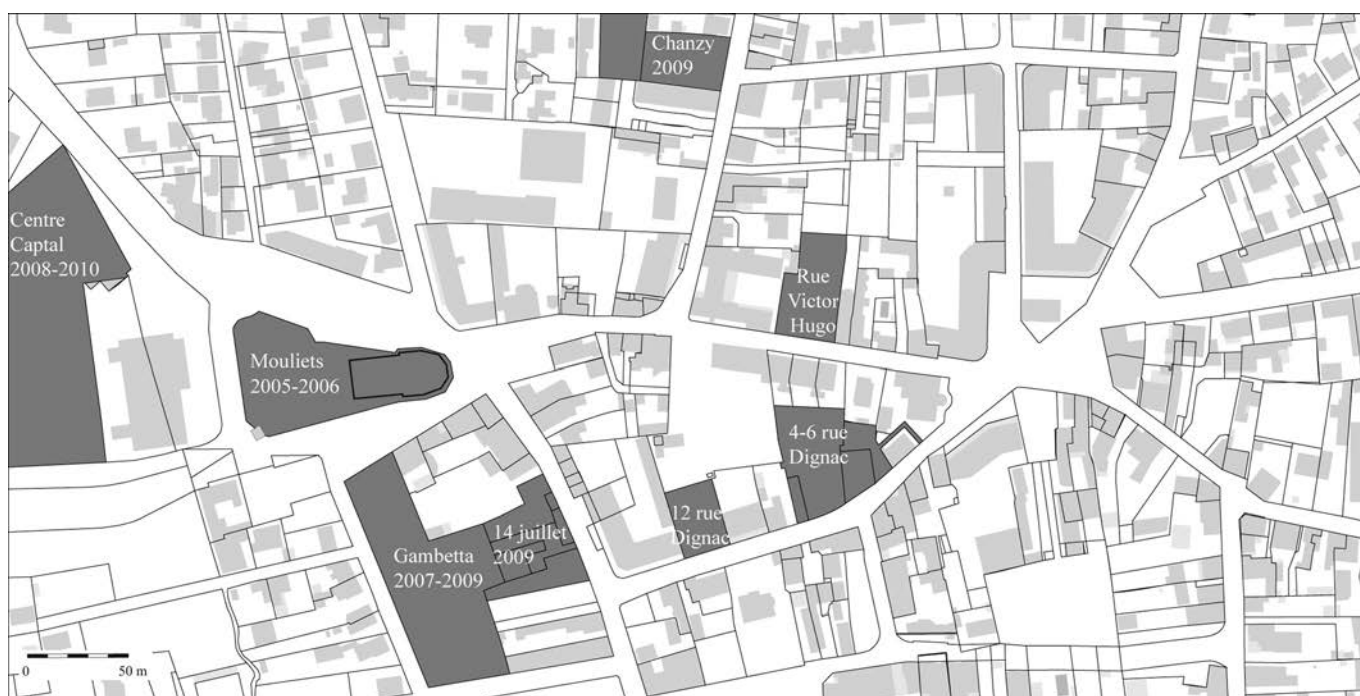 Chanzy
2009
Centre
Captal
2008-2010
Rue
Victor
Hugo
Mouliets
2005-2006
4-6 rue
Dignac
12 rue
Dignac
14 juillet
2009
Gambetta
2007-2009
0 50 m